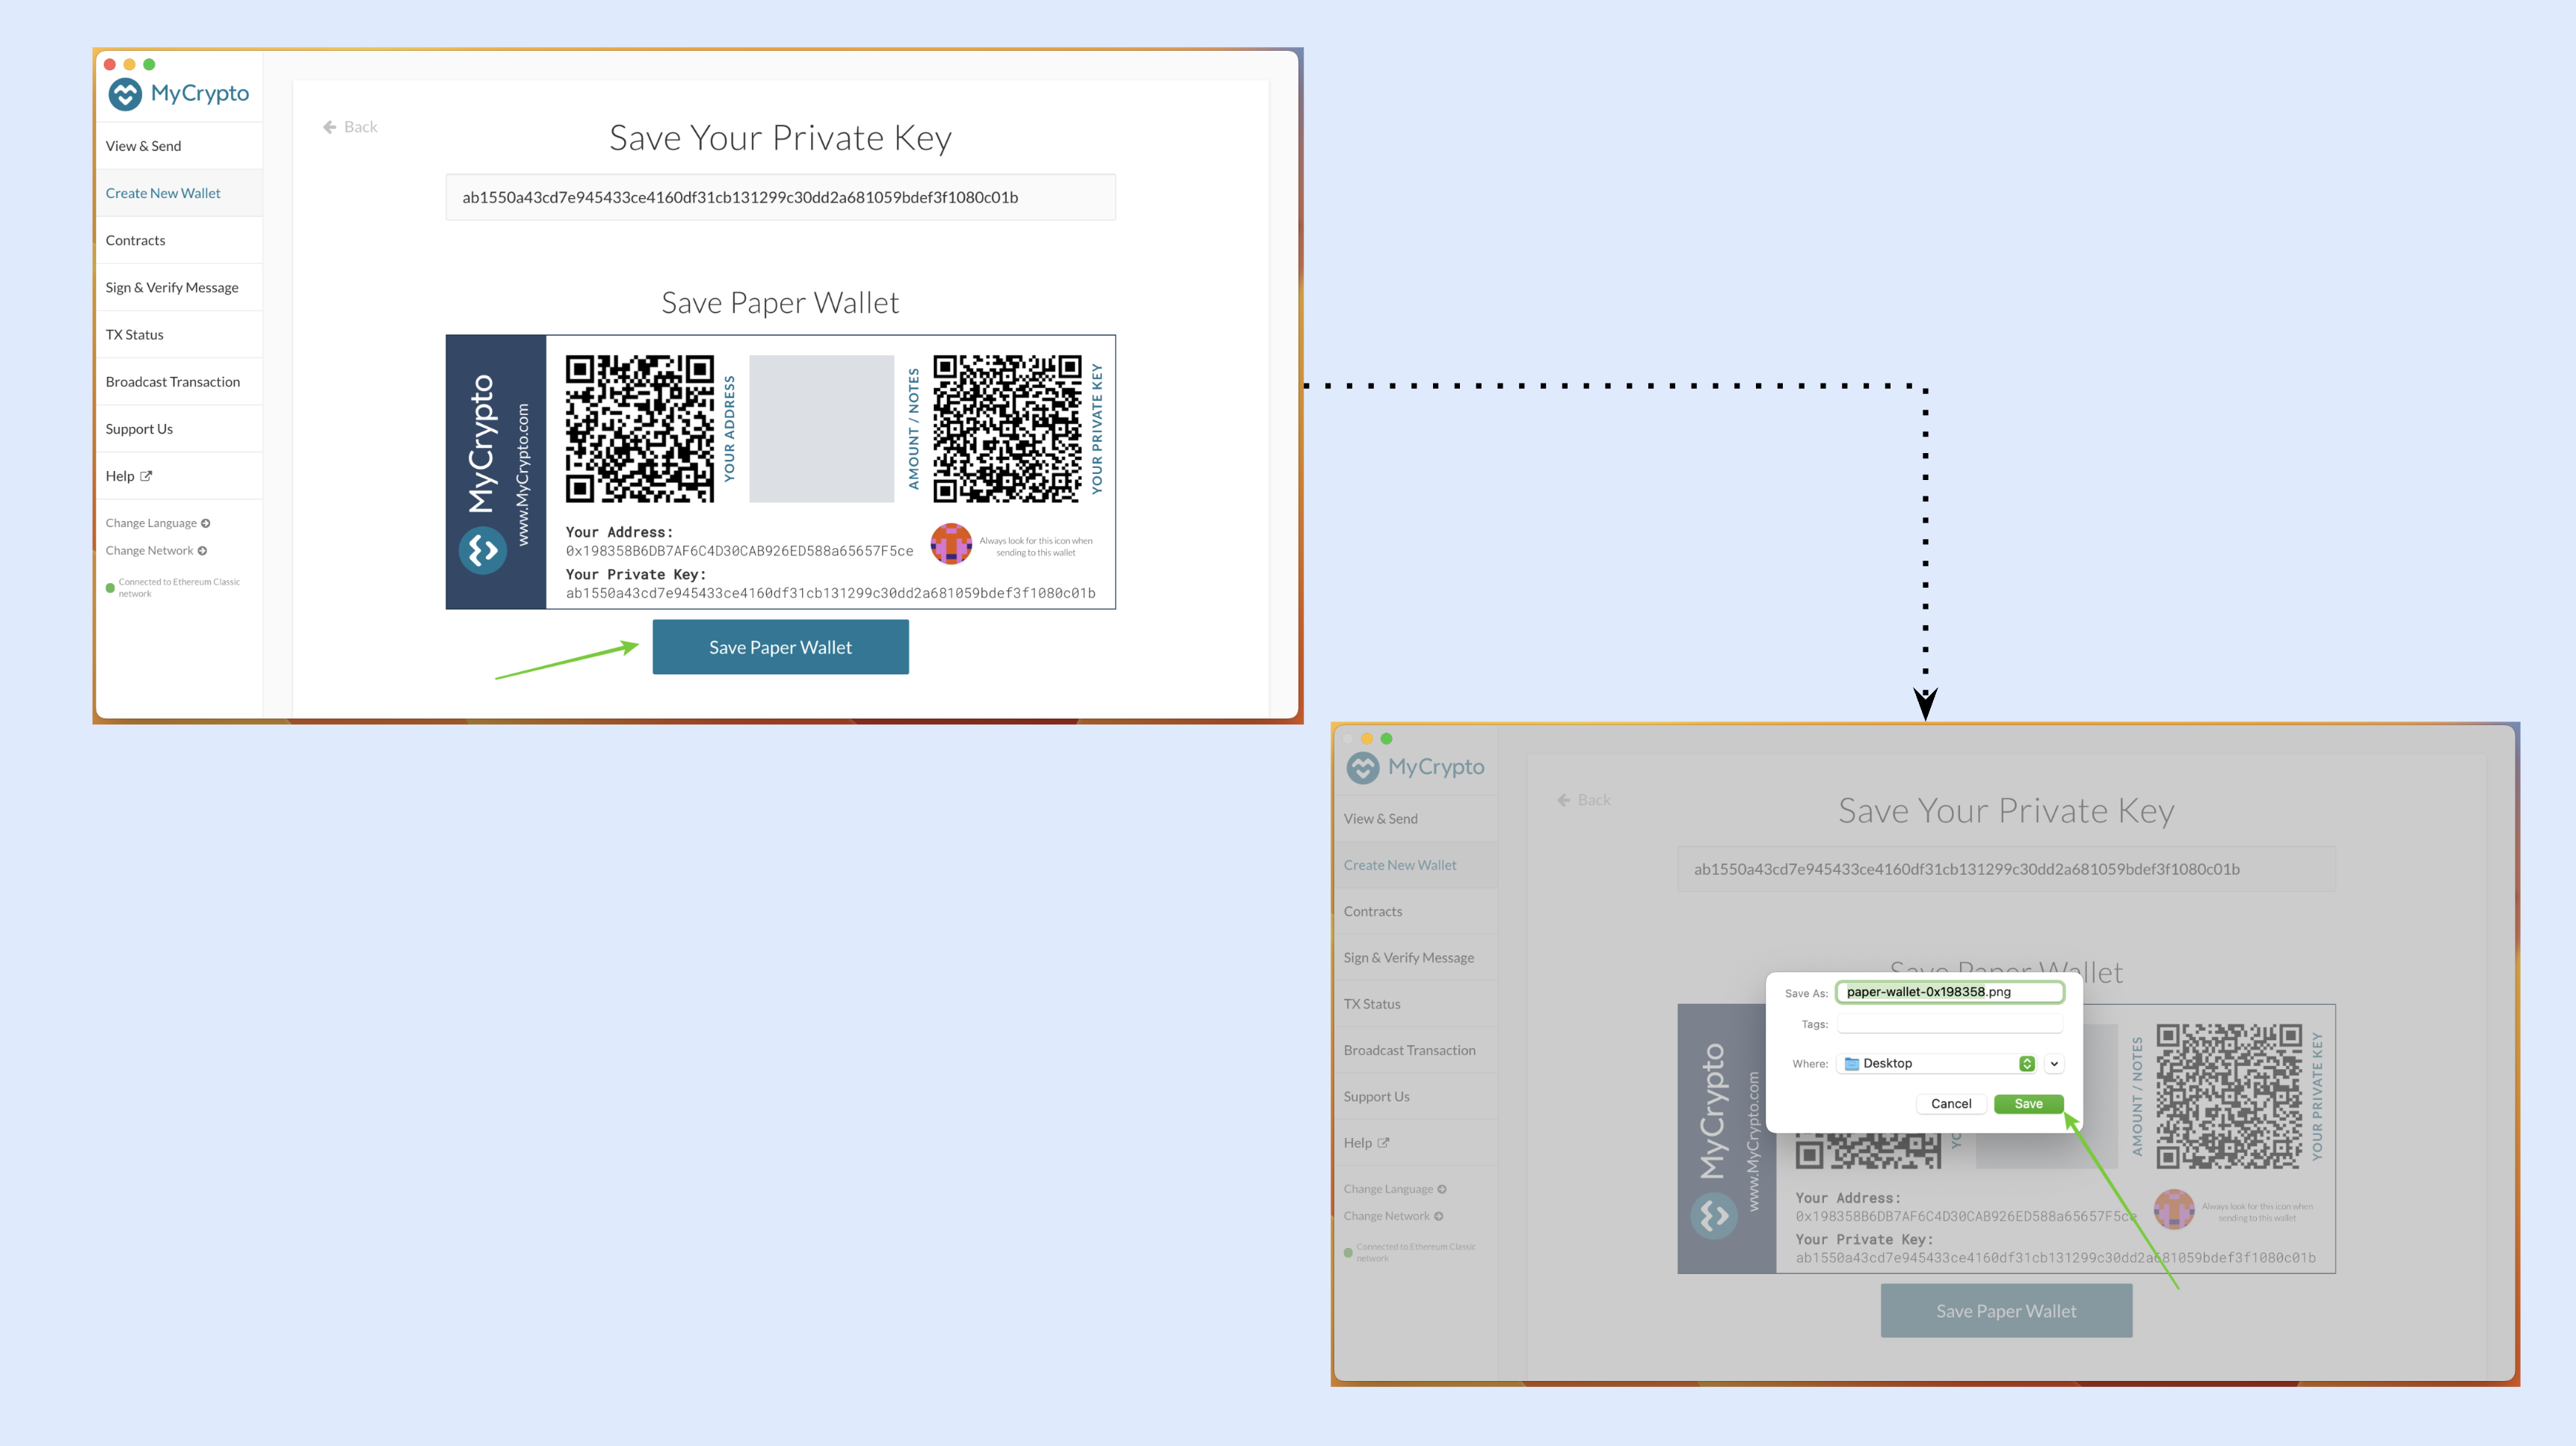 MyCrypto
View & Send
Create New Wallet
Contracts
Sign & Verify Message
TX Status
Broadcast Transaction
Support Us
Help
Change Language
Change Network
Connected to Ethereum Classic
network
Back
Save Your Private Key
ab1550a43cd7e945433ce4160df31cb131299c30dd2a681059bdef3f1080c01b
Save Paper Wallet
MyCrypto
www.MyCrypto.com
YOUR ADDRESS
AMOUNT / NOTES
YOUR PRIVATE KEY
Your Address:
0x198358B6DB7AF6C4D30CAB926ED588a65657F5ce
Always look for this icon when
sending to this wallet
Your Private Key:
ab1550a43cd7e945433ce4160df31cb131299c30dd2a681059bdef3f1080c01b
Save Paper Wallet
MyCrypto
View & Send
Create New Wallet
Contracts
Sign & Verify Message
TX Status
Broadcast Transaction
Support Us
Help
Change Language
Change Network
Connected to Ethereum Classic
network
Back
Save Your Private Key
ab1550a43cd7e945433ce4160df31cb131299c30dd2a681059bdef3f1080c01b
Save Paper Wallet
Save As: paper-wallet-0x198358.png
Tags:
Where: Desktop
Cancel Save
MyCrypto
www.MyCrypto.com
AMOUNT / NOTES
YOUR PRIVATE KEY
Your Address:
0x198358B6DB7AF6C4D30CAB926ED588a65657F5ce
Always look for this icon when
sending to this wallet
Your Private Key:
ab1550a43cd7e945433ce4160df31cb131299c30dd2a681059bdef3f1080c01b
Save Paper Wallet